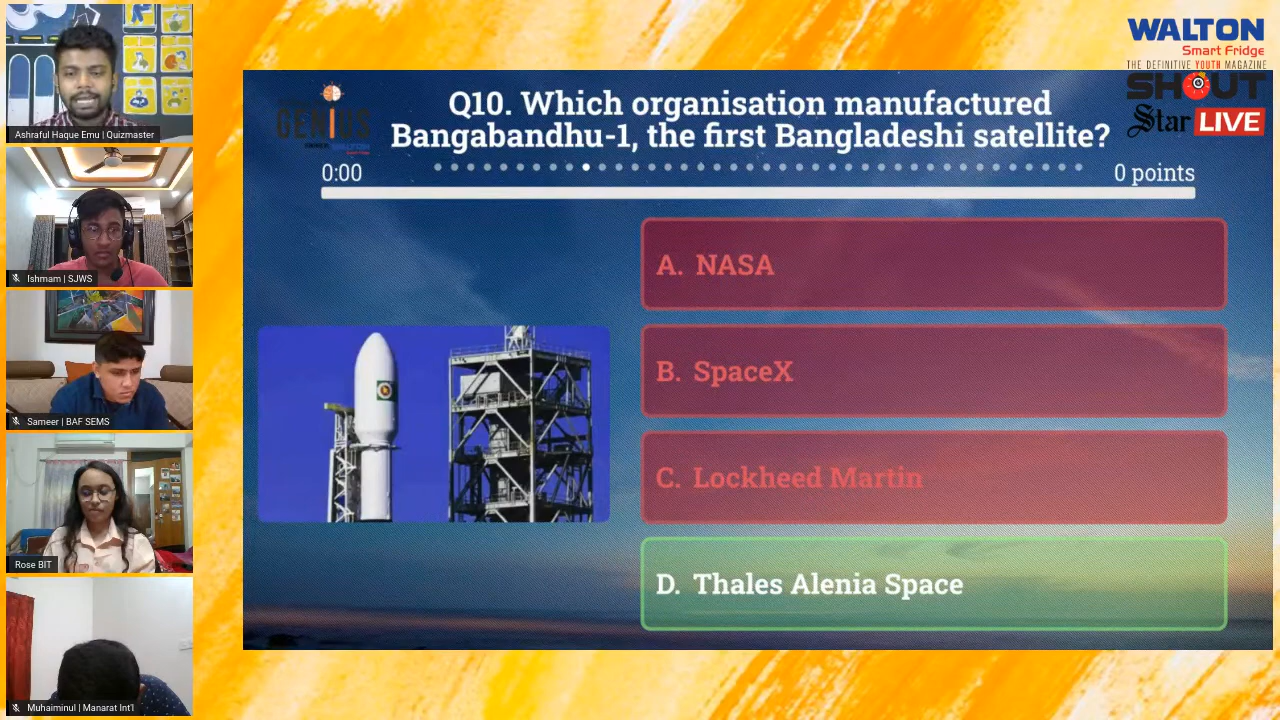 Ashraful Haque Emu | Quizmaster
Ishmam | SJWS
Sameer | BAF SEMS
Rose BIT
Muhaiminul | Manarat Int'l
WALTON
Smart Fridge
THE DEFINITIVE YOUTH MAGAZINE
SHOUT
Star LIVE
GENIUS
Q10. Which organisation manufactured
Bangabandhu-1, the first Bangladeshi satellite?
0:00
0 points
A. NASA
B. SpaceX
C. Lockheed Martin
D. Thales Alenia Space